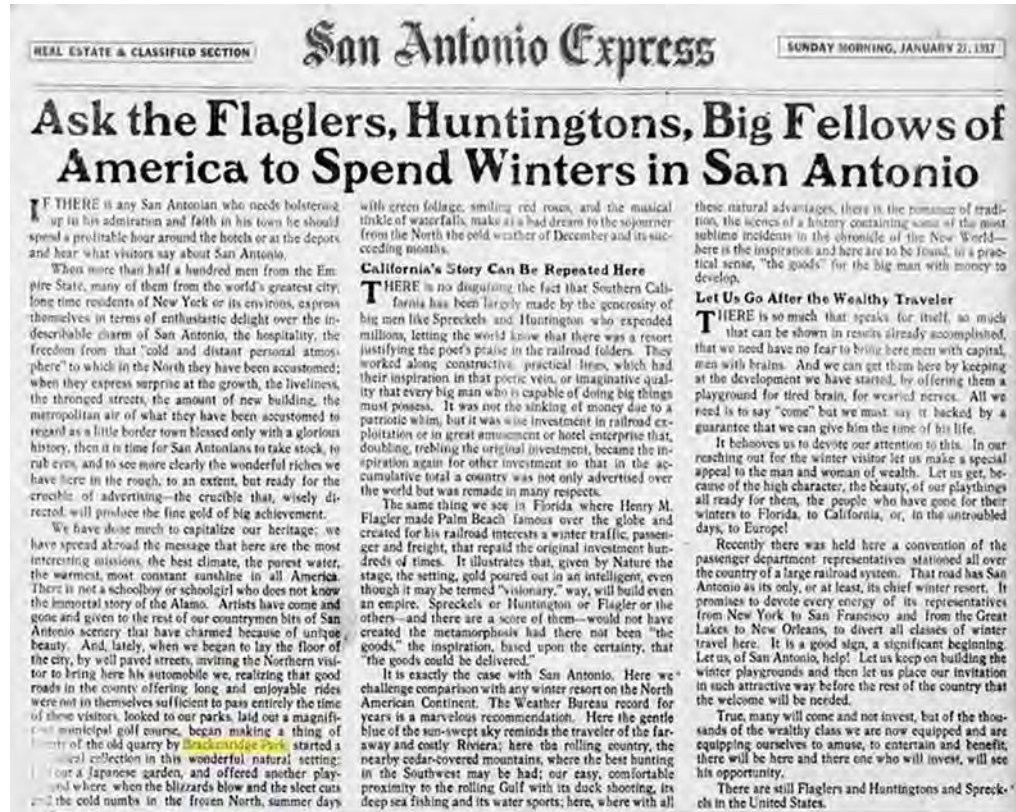 REAL ESTATE & CLASSIFIED SECTION
San Antonio Express
SUNDAY MORNING, JANUARY 21, 1917
Ask the Flaglers, Huntingtons, Big Fellows of
America to Spend Winters in San Antonio
IF THERE is any San Antonian who needs bolstering
up in his admiration and faith in his town he should
spend a profitable hour around the hotels or at the depots
and hear what visitors say about San Antonio.
When more than half a hundred men from the Em-
pire State, many of them from the world's greatest city,
long time residents of New York or its environs, express
themselves in terms of enthusiastic delight over the in-
describable charm of San Antonio, the hospitality, the
freedom from that "cold and distant personal atmos-
phere" to which in the North they have been accustomed;
when they express surprise at the growth, the liveliness,
the thronged streets, the amount of new building, the
metropolitan air of what they have been accustomed to
regard as a little border town blessed only with a glorious
history, then it is time for San Antonians to take stock, to
rub eyes, and to see more clearly the wonderful riches we
have here in the rough, to an extent, but ready for the
crucible of advertising—the crucible that, wisely di-
rected, will produce the fine gold of big achievement.
We have done much to capitalize our heritage; we
have spread abroad the message that here are the most
interesting missions, the best climate, the purest water,
the warmest, most constant sunshine in all America.
There is not a schoolboy or schoolgirl who does not know
the immortal story of the Alamo. Artists have come and
gone and given to the rest of our countrymen bits of San
Antonio scenery that have charmed because of unique
beauty. And, lately, when we began to lay the floor of
the city, by well paved streets, inviting the Northern visi-
tor to bring here his automobile we, realizing that good
roads in the county offering long and enjoyable rides
were not in themselves sufficient to pass entirely the time
of these visitors, looked to our parks, laid out a magnifi-
cent municipal golf course, began making a thing of
beauty of the old quarry by Brackenridge Park, started a
collection in this wonderful natural setting;
out a Japanese garden, and offered another play-
ground where when the blizzards blow and the sleet cuts
and the cold numbs in the frozen North, summer days
with green foliage, smiling red roses, and the musical
tinkle of waterfalls, make as a bad dream to the sojourner
from the North the cold weather of December and its suc-
ceeding months.
California's Story Can Be Repeated Here
THERE is no disguising the fact that Southern Cali-
fornia has been largely made by the generosity of
big men like Spreckels and Huntington who expended
millions, letting the world know that there was a resort
justifying the poet's praise in the railroad folders. They
worked along constructive, practical lines, which had
their inspiration in that poetic vein, or imaginative qual-
ity that every big man who is capable of doing big things
must possess. It was not the sinking of money due to a
patriotic whim, but it was wise investment in railroad ex-
ploitation or in great amusement or hotel enterprise that,
doubling, trebling the original investment, became the in-
spiration again for other investment so that in the ac-
cumulative total a country was not only advertised over
the world but was remade in many respects.
The same thing we see in Florida where Henry M.
Flagler made Palm Beach famous over the globe and
created for his railroad interests a winter traffic, passen-
ger and freight, that repaid the original investment hun-
dreds of times. It illustrates that, given by Nature the
stage, the setting, gold poured out in an intelligent, even
though it may be termed "visionary," way, will build even
an empire. Spreckels or Huntington or Flagler or the
others—and there are a score of them—would not have
created the metamorphosis had there not been "the
goods," the inspiration, based upon the certainty, that
"the goods could be delivered."
It is exactly the case with San Antonio. Here we
challenge comparison with any winter resort on the North
American Continent. The Weather Bureau record for
years is a marvelous recommendation. Here the gentle
blue of the sun-swept sky reminds the traveler of the far-
away and costly Riviera; here the rolling country, the
nearby cedar-covered mountains, where the best hunting
in the Southwest may be had; our easy, comfortable
proximity to the rolling Gulf with its duck shooting, its
deep sea fishing and its water sports; here, where with all
these natural advantages, there is the romance of tradi-
tion, the scenes of a history containing some of the most
sublime incidents in the chronicle of the New World—
here is the inspiration and here are to be found, in a prac-
tical sense, "the goods" for the big man with money to
develop.
Let Us Go After the Wealthy Traveler
THERE is so much that speaks for itself, so much
that can be shown in results already accomplished,
that we need have no fear to bring here men with capital,
men with brains. And we can get them here by keeping
at the development we have started, by offering them a
playground for tired brain, for wearied nerves. All we
need is to say "come" but we must say it backed by a
guarantee that we can give him the time of his life.
It behooves us to devote our attention to this. In our
reaching out for the winter visitor let us make a special
appeal to the man and woman of wealth. Let us get, be-
cause of the high character, the beauty, of our playthings
all ready for them, the people who have gone for their
winters to Florida, to California, or, in the untroubled
days, to Europe!
Recently there was held here a convention of the
passenger department representatives stationed all over
the country of a large railroad system. That road has San
Antonio as its only, or at least, its chief winter resort. It
promises to devote every energy of its representatives
from New York to San Francisco and from the Great
Lakes to New Orleans, to divert all classes of winter
travel here. It is a good sign, a significant beginning.
Let us, of San Antonio, help! Let us keep on building the
winter playgrounds and then let us place our invitation
in such attractive way before the rest of the country that
the welcome will be needed.
True, many will come and not invest, but of the thou-
sands of the wealthy class we are now equipped and are
equipping ourselves to amuse, to entertain and benefit,
there will be here and there one who will invest, will see
his opportunity.
There are still Flaglers and Huntingtons and Spreck-
els in the United States.